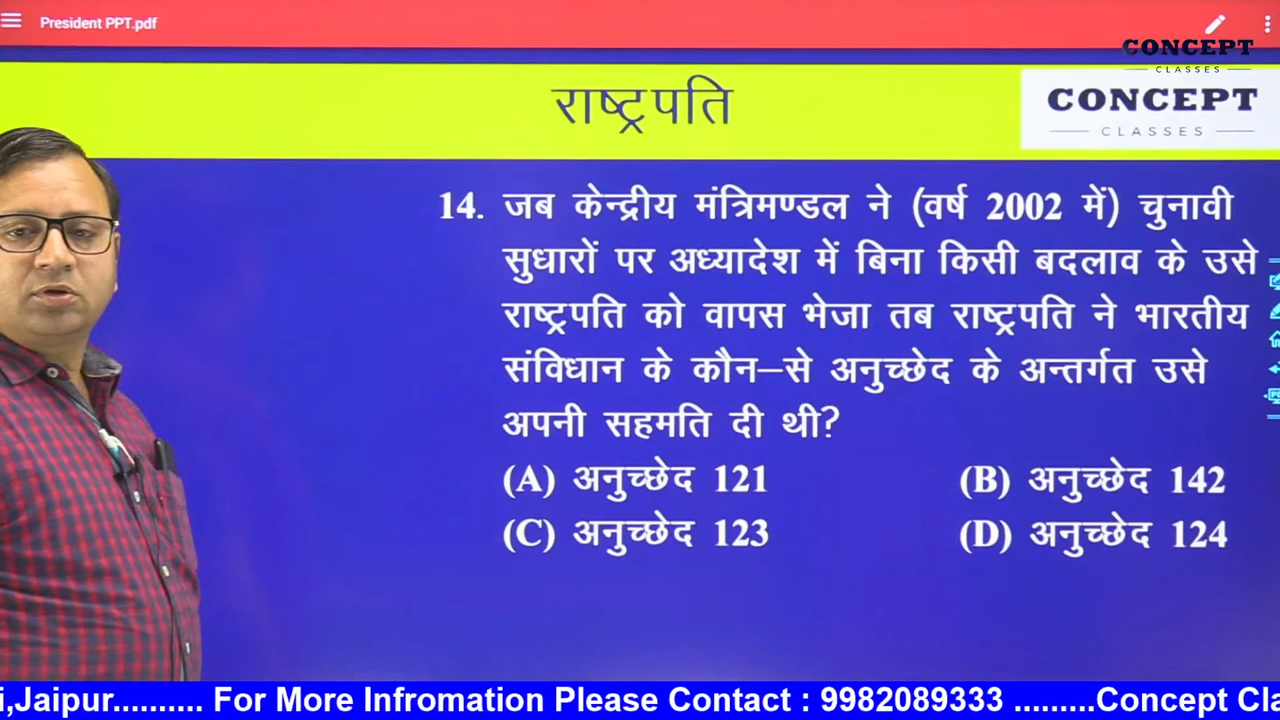 President PPT.pdf
CONCEPT
CLASSES
राष्ट्रपति
CONCEPT
CLASSES
14. जब केन्द्रीय मंत्रिमण्डल ने (वर्ष 2002 में) चुनावी
सुधारों पर अध्यादेश में बिना किसी बदलाव के उसे
राष्ट्रपति को वापस भेजा तब राष्ट्रपति ने भारतीय
संविधान के कौन–से अनुच्छेद के अन्तर्गत उसे
अपनी सहमति दी थी?
(A) अनुच्छेद 121 (B) अनुच्छेद 142
(C) अनुच्छेद 123 (D) अनुच्छेद 124
i,Jaipur.......... For More Infromation Please Contact : 9982089333 .........Concept Cla